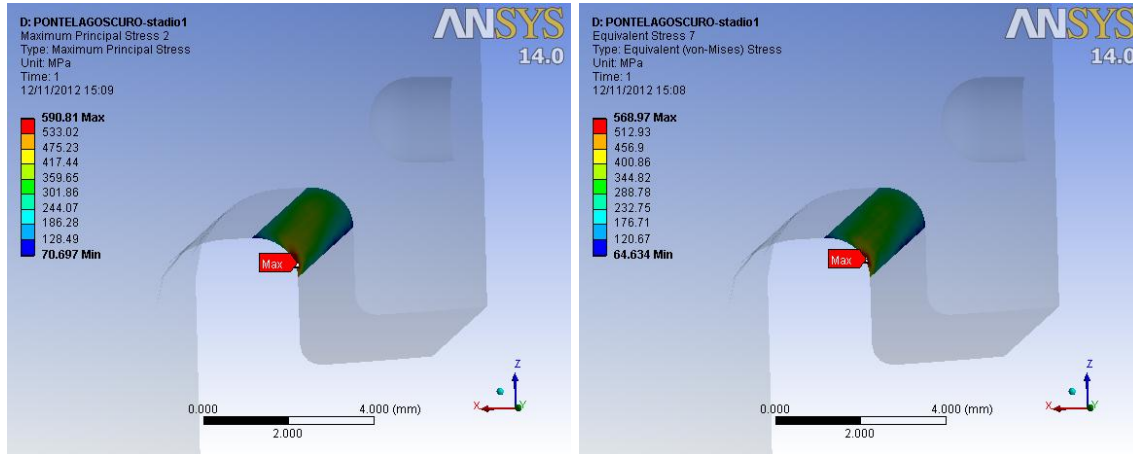 D: PONTELAGOSCURO-stadio1
Maximum Principal Stress 2
Type: Maximum Principal Stress
Unit: MPa
Time: 1
12/11/2012 15:09
ANSYS
14.0
590.81 Max
533.02
475.23
417.44
359.65
301.86
244.07
186.28
128.49
70.697 Min
Max
Z
X
Y
0.000
4.000 (mm)
2.000
D: PONTELAGOSCURO-stadio1
Equivalent Stress 7
Type: Equivalent (von-Mises) Stress
Unit: MPa
Time: 1
12/11/2012 15:08
ANSYS
14.0
568.97 Max
512.93
456.9
400.86
344.82
288.78
232.75
176.71
120.67
64.634 Min
Max
Z
X
Y
0.000
4.000 (mm)
2.000